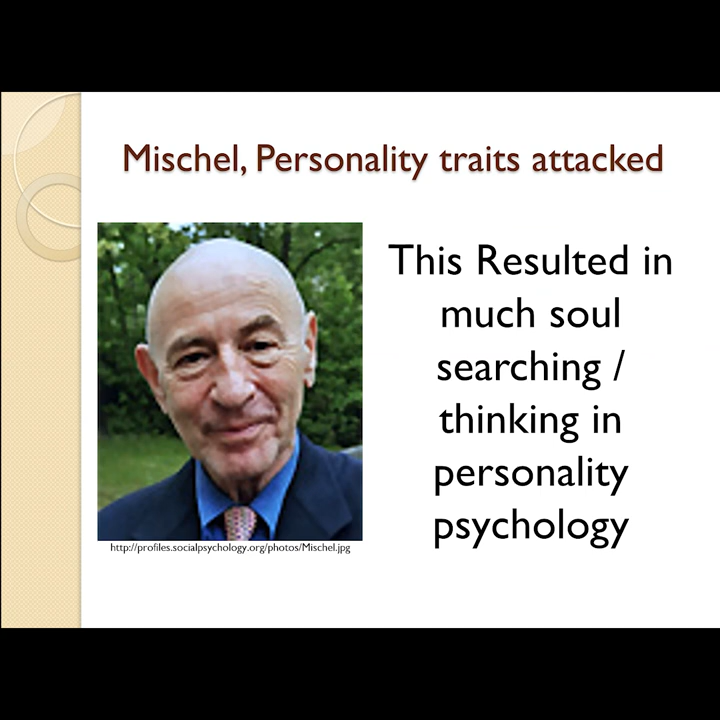 Mischel, Personality traits attacked
This Resulted in
much soul
searching /
thinking in
personality
psychology
http://profiles.socialpsychology.org/photos/Mischel.jpg